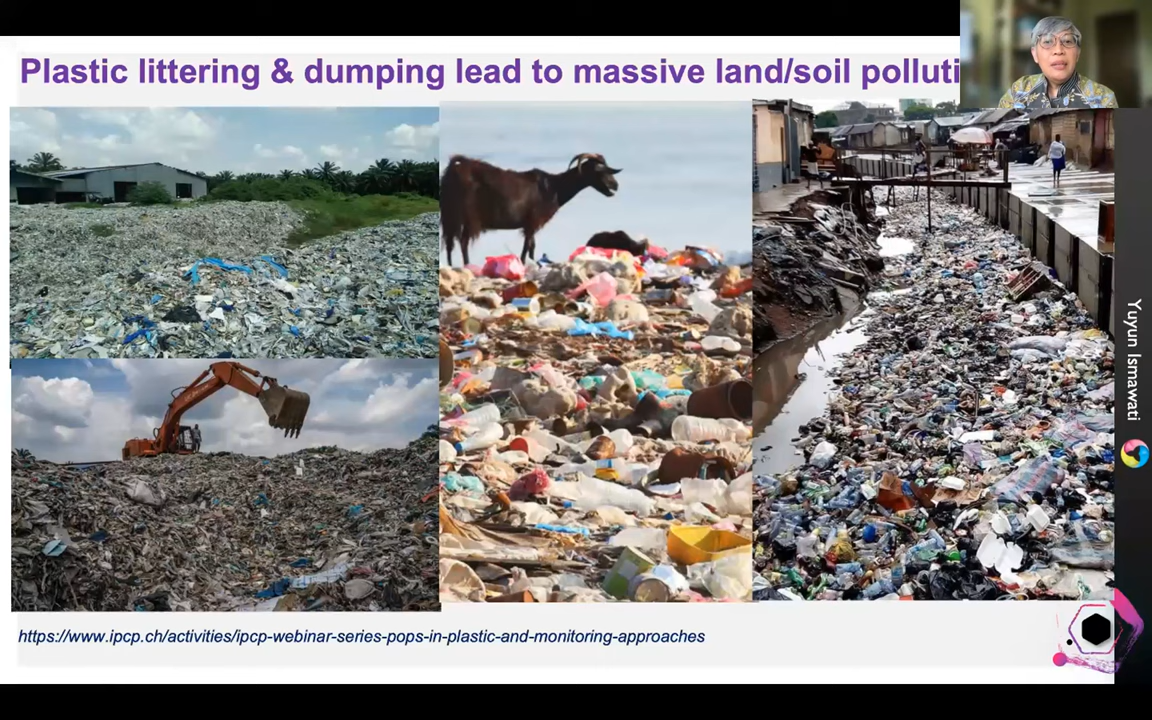 Plastic littering & dumping lead to massive land/soil polluti
Yuyun Ismawati
https://www.ipcp.ch/activities/ipcp-webinar-series-pops-in-plastic-and-monitoring-approaches